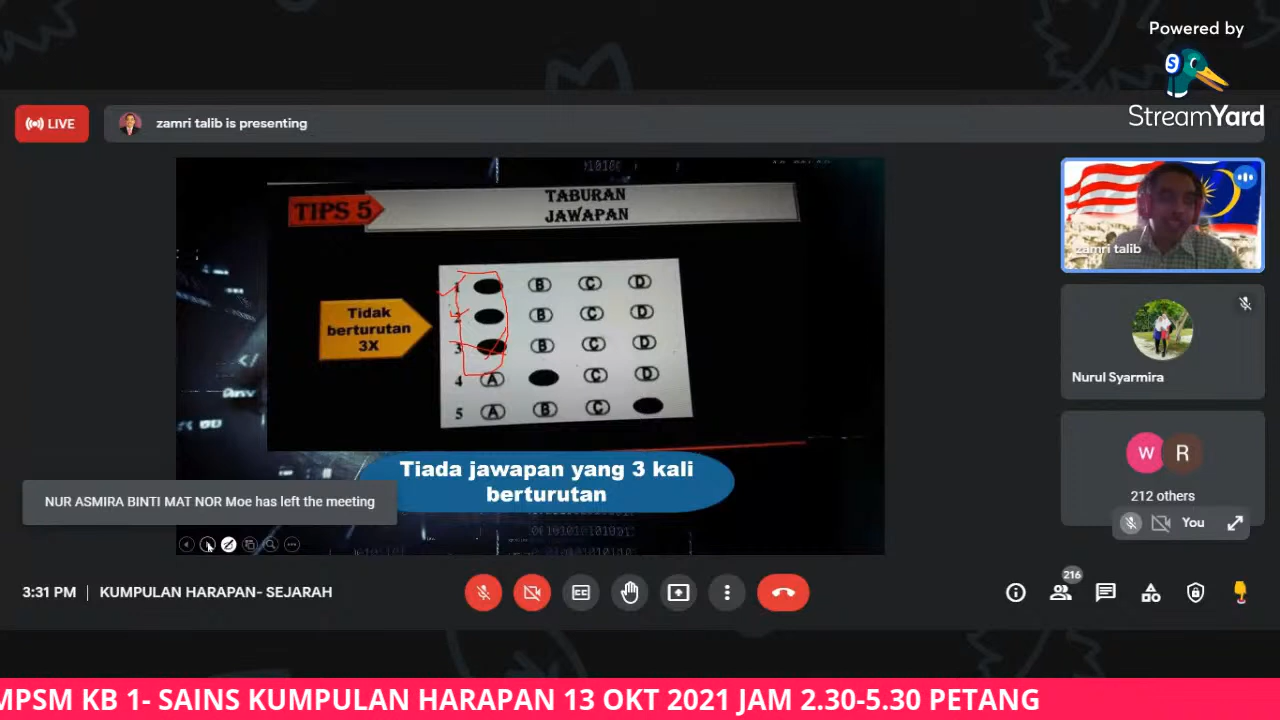 Powered by
StreamYard
LIVE
zamri talib is presenting
TIPS 5
TABURAN
JAWAPAN
Tidak
berturutan
3X
1 B C D
2 B C D
3 B C D
4 A C D
5 A B C
Tiada jawapan yang 3 kali
berturutan
zamri talib
Nurul Syarmira
W R
212 others
You
NUR ASMIRA BINTI MAT NOR Moe has left the meeting
3:31 PM | KUMPULAN HARAPAN- SEJARAH
216
MPSM KB 1- SAINS KUMPULAN HARAPAN 13 OKT 2021 JAM 2.30-5.30 PETANG